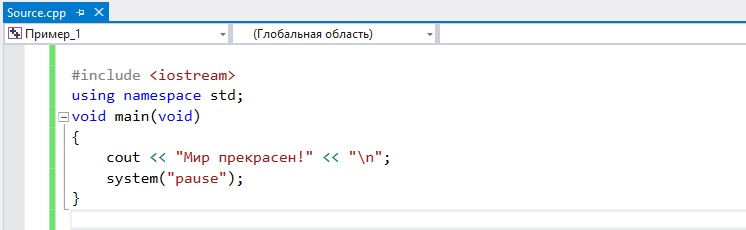 Source.cpp
Пример_1 (Глобальная область)
#include <iostream>
using namespace std;
void main(void)
{
cout << "Мир прекрасен!" << "\n";
system("pause");
}